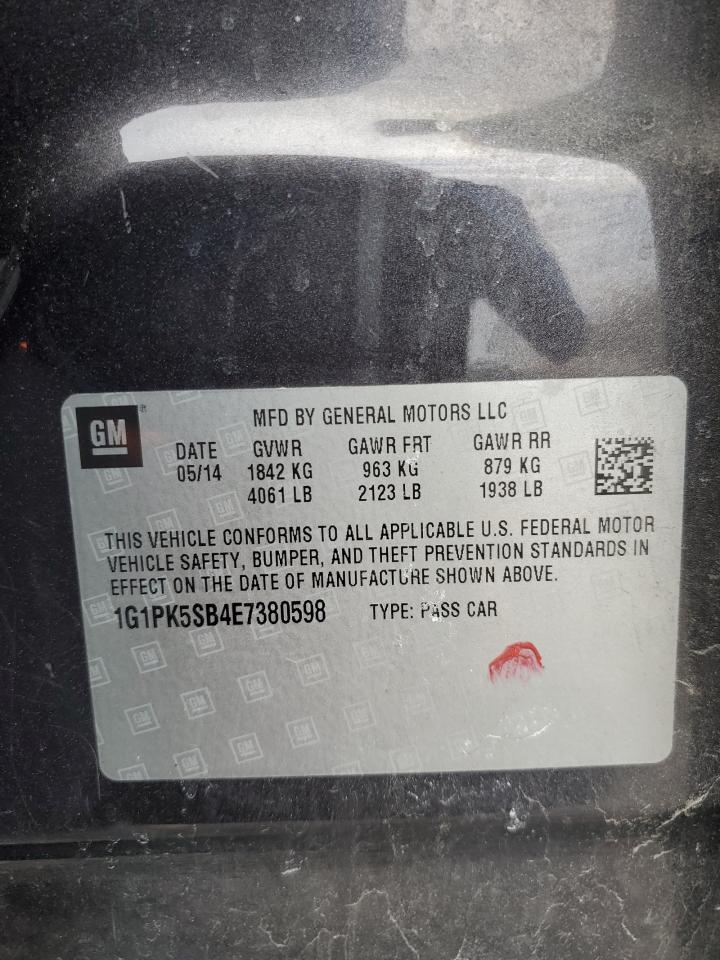 GM ®
MFD BY GENERAL MOTORS LLC
DATE GVWR GAWR FRT GAWR RR
05/14 1842 KG 963 KG 879 KG
4061 LB 2123 LB 1938 LB
THIS VEHICLE CONFORMS TO ALL APPLICABLE U.S. FEDERAL MOTOR
VEHICLE SAFETY, BUMPER, AND THEFT PREVENTION STANDARDS IN
EFFECT ON THE DATE OF MANUFACTURE SHOWN ABOVE.
1G1PK5SB4E7380598 TYPE: PASS CAR